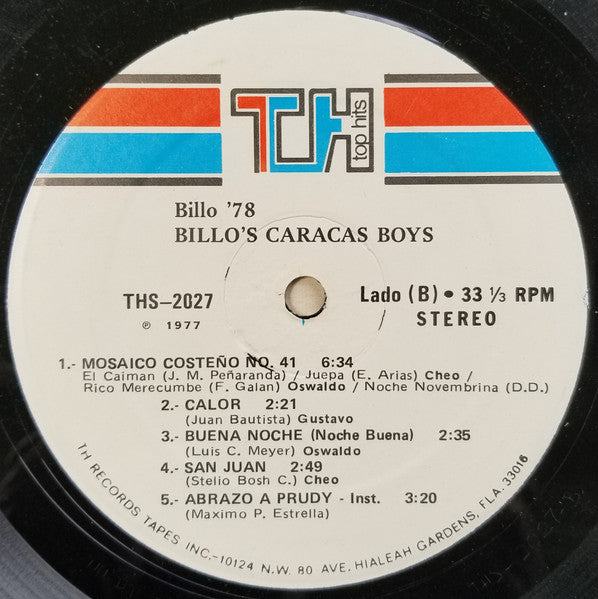 TH
top hits
Billo '78
BILLO'S CARACAS BOYS
THS-2027
℗ 1977
Lado (B) • 33 ⅓ RPM
STEREO
1.- MOSAICO COSTEÑO NO. 41 6:34
El Caiman (J. M. Peñaranda) / Juepa (E. Arias) Cheo /
Rico Merecumbe (F. Galan) Oswaldo / Noche Novembrina (D.D.)
2.- CALOR 2:21
(Juan Bautista) Gustavo
3.- BUENA NOCHE (Noche Buena) 2:35
(Luis C. Meyer) Oswaldo
4.- SAN JUAN 2:49
(Stelio Bosh C.) Cheo
5.- ABRAZO A PRUDY - Inst. 3:20
(Maximo P. Estrella)
TH RECORDS TAPES INC.-10124 N.W. 80 AVE. HIALEAH GARDENS, FLA. 33016